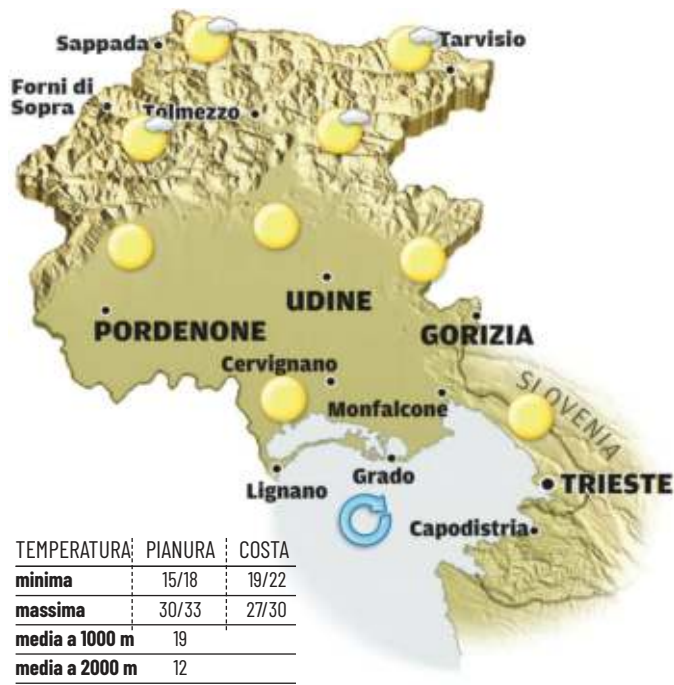 Sappada
Tarvisio
Forni di
Sopra
Tolmezzo
UDINE
PORDENONE
GORIZIA
Cervignano
SLOVENIA
Monfalcone
Lignano
Grado
TRIESTE
Capodistria
TEMPERATURA PIANURA COSTA
minima 15/18 19/22
massima 30/33 27/30
media a 1000 m 19
media a 2000 m 12